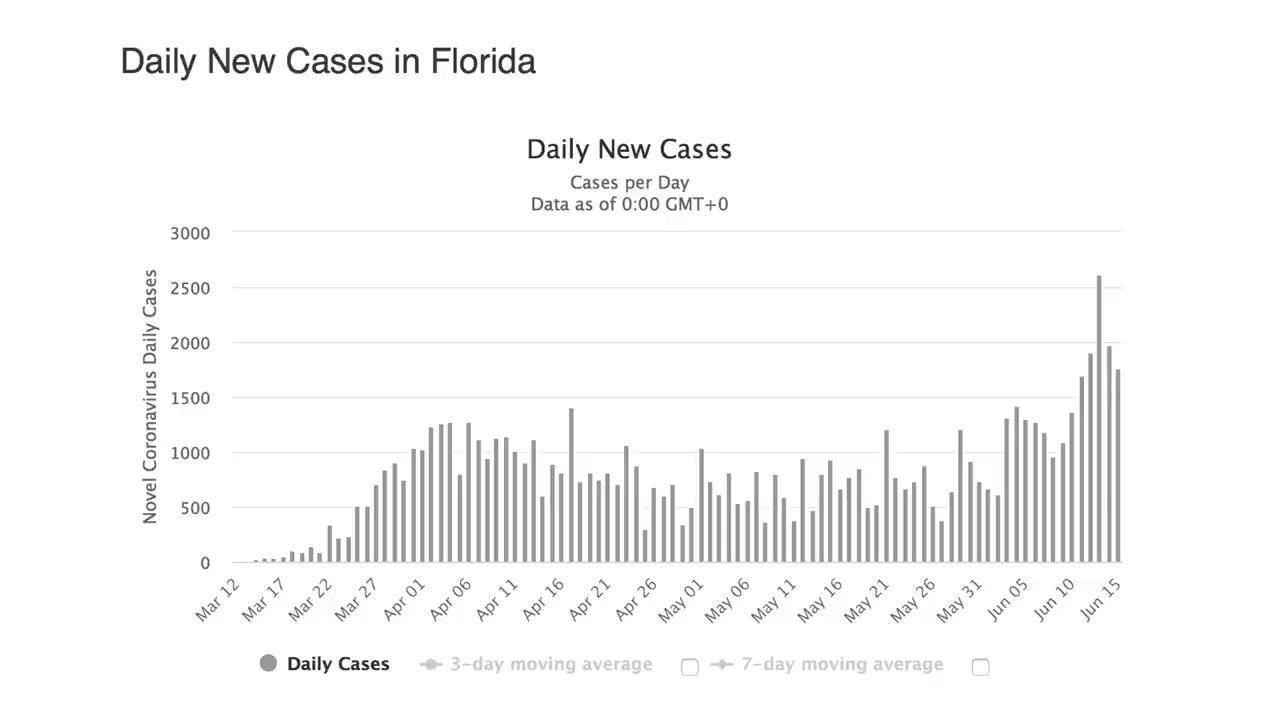 Daily New Cases in Florida
Daily New Cases
Cases per Day
Data as of 0:00 GMT+0
Novel Coronavirus Daily Cases
3000
2500
2000
1500
1000
500
0
Mar 12
Mar 17
Mar 22
Mar 27
Apr 01
Apr 06
Apr 11
Apr 16
Apr 21
Apr 26
May 01
May 06
May 11
May 16
May 21
May 26
May 31
Jun 05
Jun 10
Jun 15
Daily Cases
3-day moving average
7-day moving average